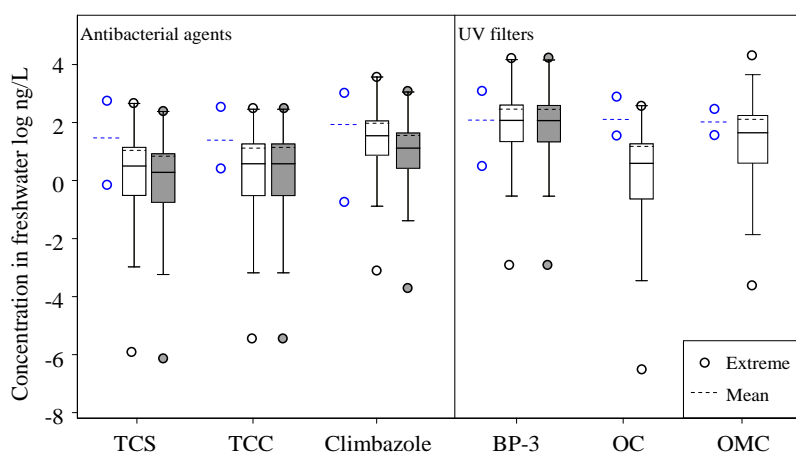 Antibacterial agents
UV filters
Concentration in freshwater log ng/L
4
2
0
-2
-4
-6
-8
Extreme
Mean
TCS TCC Climbazole BP-3 OC OMC